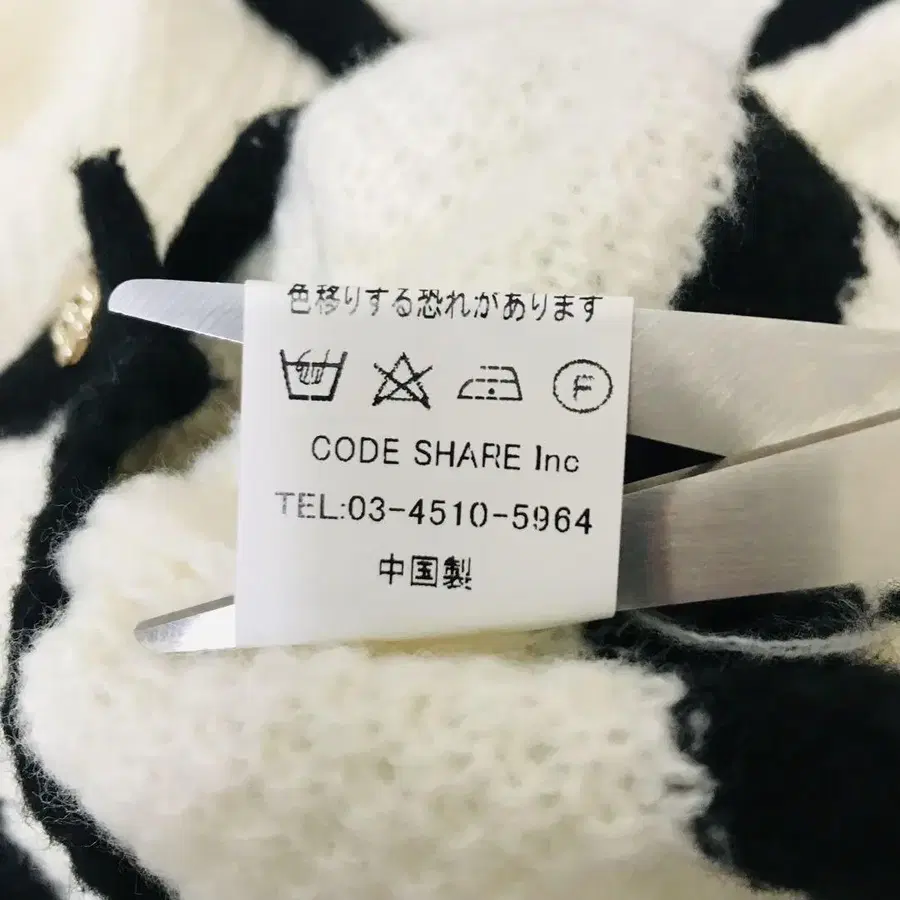 色移りする恐れがあります
F
CODE SHARE Inc
TEL:03-4510-5964
中国製